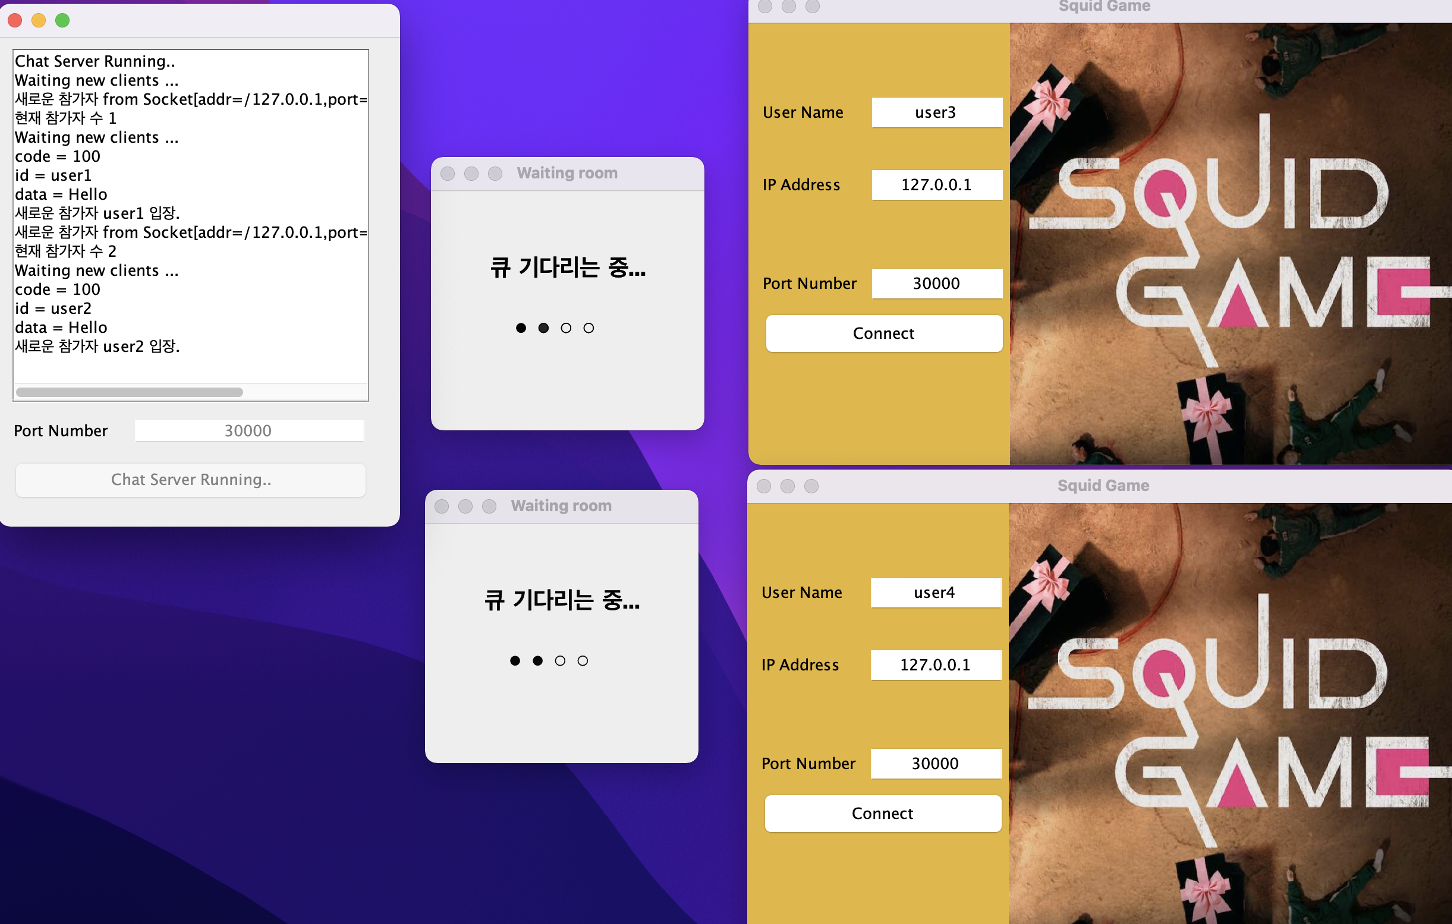 Chat Server Running..
Waiting new clients ...
새로운 참가자 from Socket[addr=/127.0.0.1,port=
현재 참가자 수 1
Waiting new clients ...
code = 100
id = user1
data = Hello
새로운 참가자 user1 입장.
새로운 참가자 from Socket[addr=/127.0.0.1,port=
현재 참가자 수 2
Waiting new clients ...
code = 100
id = user2
data = Hello
새로운 참가자 user2 입장.
Port Number 30000
Chat Server Running..
Waiting room
큐 기다리는 중...
Waiting room
큐 기다리는 중...
Squid Game
User Name user3
IP Address 127.0.0.1
Port Number 30000
Connect
SQUID
GAME
Squid Game
User Name user4
IP Address 127.0.0.1
Port Number 30000
Connect
SQUID
GAME